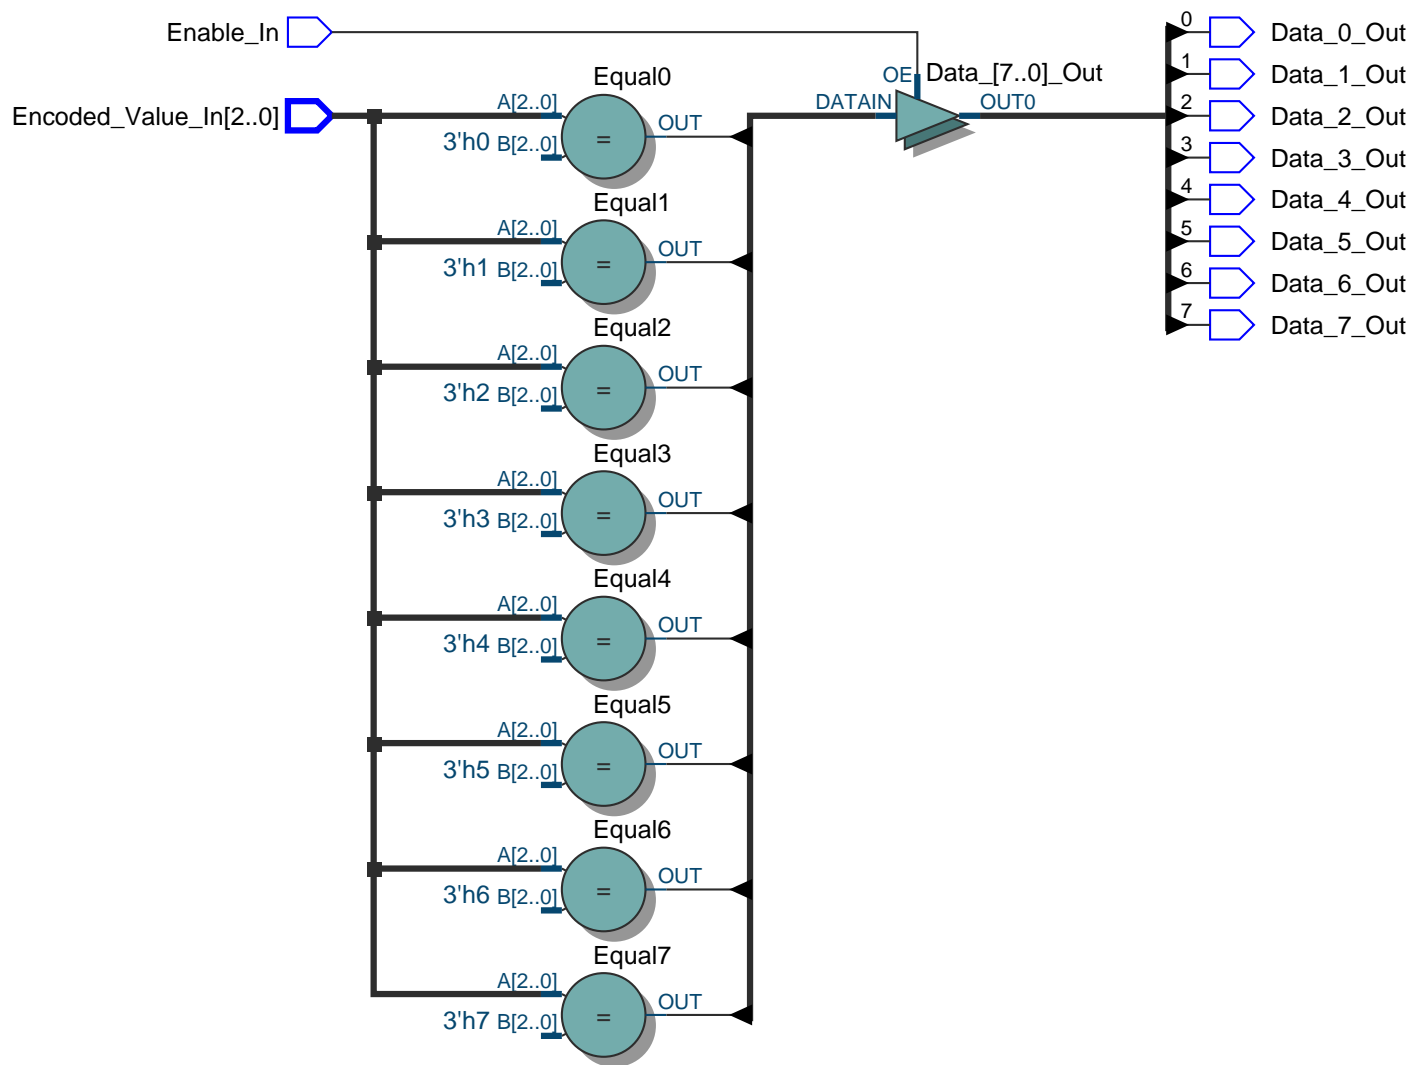 Enable_In
Encoded_Value_In[2..0]
Equal0
A[2..0]
3'h0 B[2..0]
=
OUT
Equal1
A[2..0]
3'h1 B[2..0]
=
OUT
Equal2
A[2..0]
3'h2 B[2..0]
=
OUT
Equal3
A[2..0]
3'h3 B[2..0]
=
OUT
Equal4
A[2..0]
3'h4 B[2..0]
=
OUT
Equal5
A[2..0]
3'h5 B[2..0]
=
OUT
Equal6
A[2..0]
3'h6 B[2..0]
=
OUT
Equal7
A[2..0]
3'h7 B[2..0]
=
OUT
OE
Data_[7..0]_Out
DATAIN
OUT0
0 Data_0_Out
1 Data_1_Out
2 Data_2_Out
3 Data_3_Out
4 Data_4_Out
5 Data_5_Out
6 Data_6_Out
7 Data_7_Out